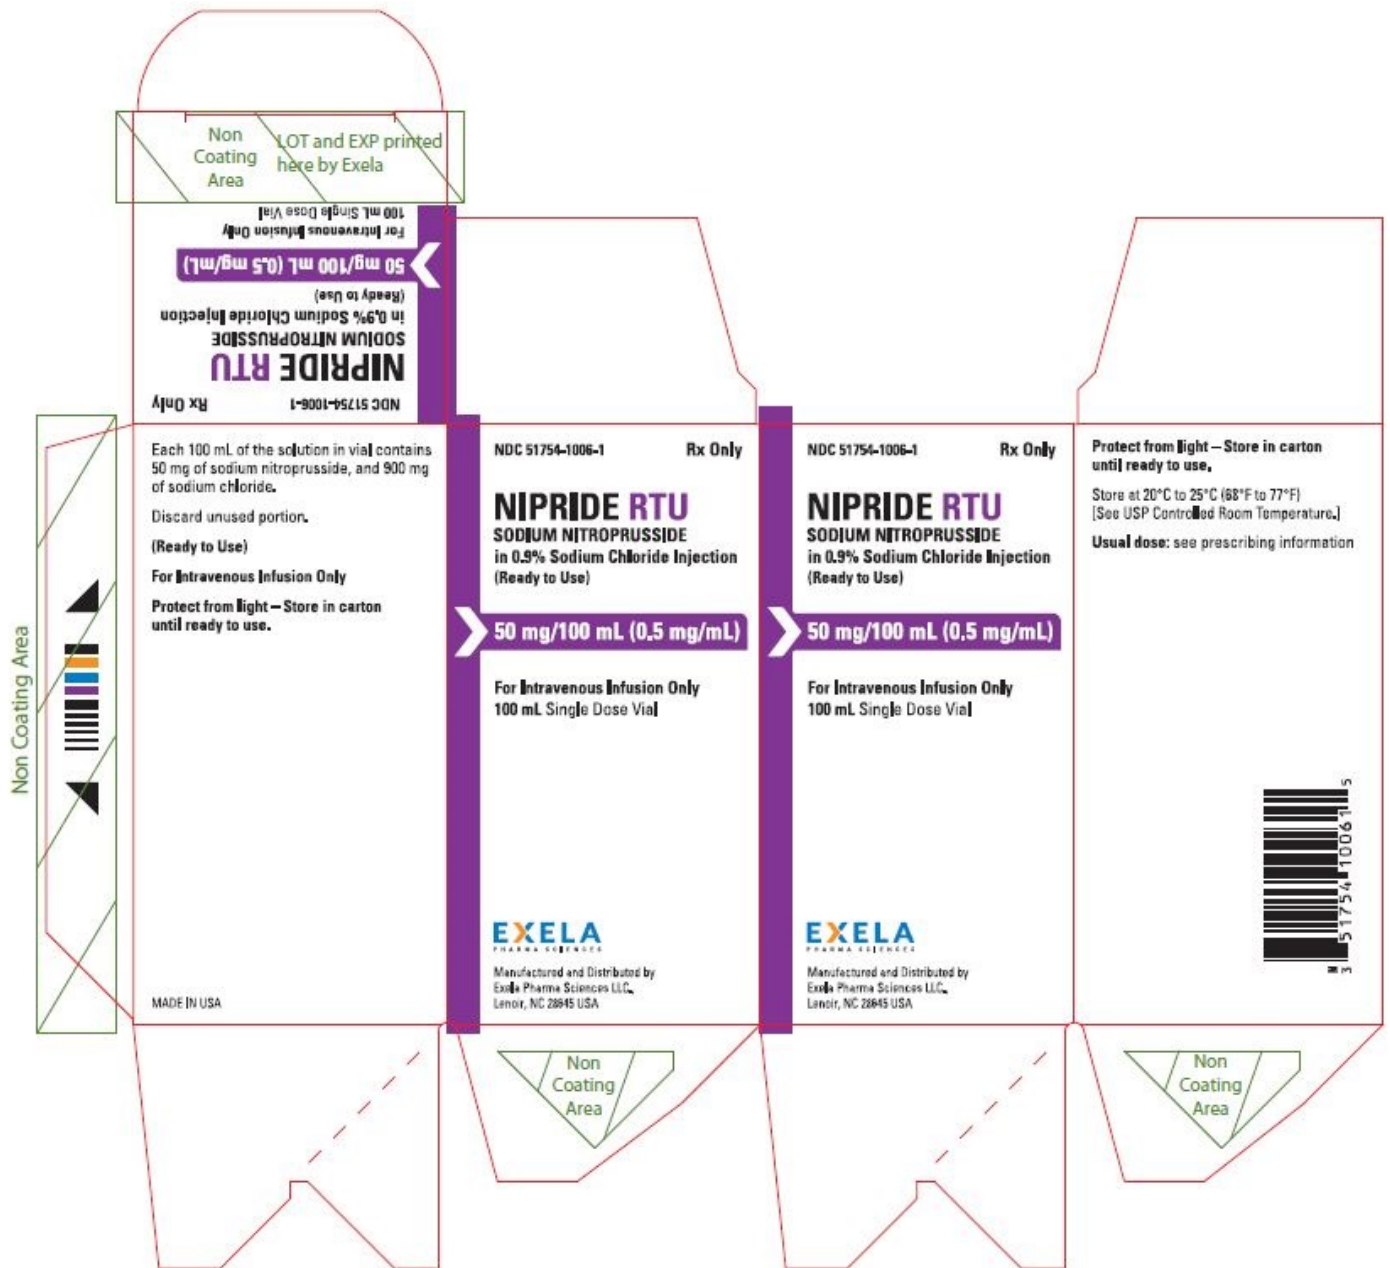 Non
Coating
Area
LOT and EXP printed
here by Exela
NDC 51754-1006-1 Rx Only
NIPRIDE RTU
SODIUM NITROPRUSSIDE
in 0.9% Sodium Chloride Injection
(Ready to Use)
50 mg/100 mL (0.5 mg/mL)
For Intravenous Infusion Only
100 mL Single Dose Vial
Non Coating Area
Each 100 mL of the solution in vial contains
50 mg of sodium nitroprusside, and 900 mg
of sodium chloride.
Discard unused portion.
(Ready to Use)
For Intravenous Infusion Only
Protect from light – Store in carton
until ready to use.
MADE IN USA
NDC 51754-1006-1 Rx Only
NIPRIDE RTU
SODIUM NITROPRUSSIDE
in 0.9% Sodium Chloride Injection
(Ready to Use)
50 mg/100 mL (0.5 mg/mL)
For Intravenous Infusion Only
100 mL Single Dose Vial
EXELA
PHARMA SCIENCES
Manufactured and Distributed by
Exela Pharma Sciences LLC.,
Lenoir, NC 28645 USA
NDC 51754-1006-1 Rx Only
NIPRIDE RTU
SODIUM NITROPRUSSIDE
in 0.9% Sodium Chloride Injection
(Ready to Use)
50 mg/100 mL (0.5 mg/mL)
For Intravenous Infusion Only
100 mL Single Dose Vial
EXELA
PHARMA SCIENCES
Manufactured and Distributed by
Exela Pharma Sciences LLC.,
Lenoir, NC 28645 USA
Protect from light – Store in carton
until ready to use.
Store at 20°C to 25°C (68°F to 77°F)
[See USP Controlled Room Temperature.]
Usual dose: see prescribing information
N
3 51754 10061 5
Non
Coating
Area
Non
Coating
Area